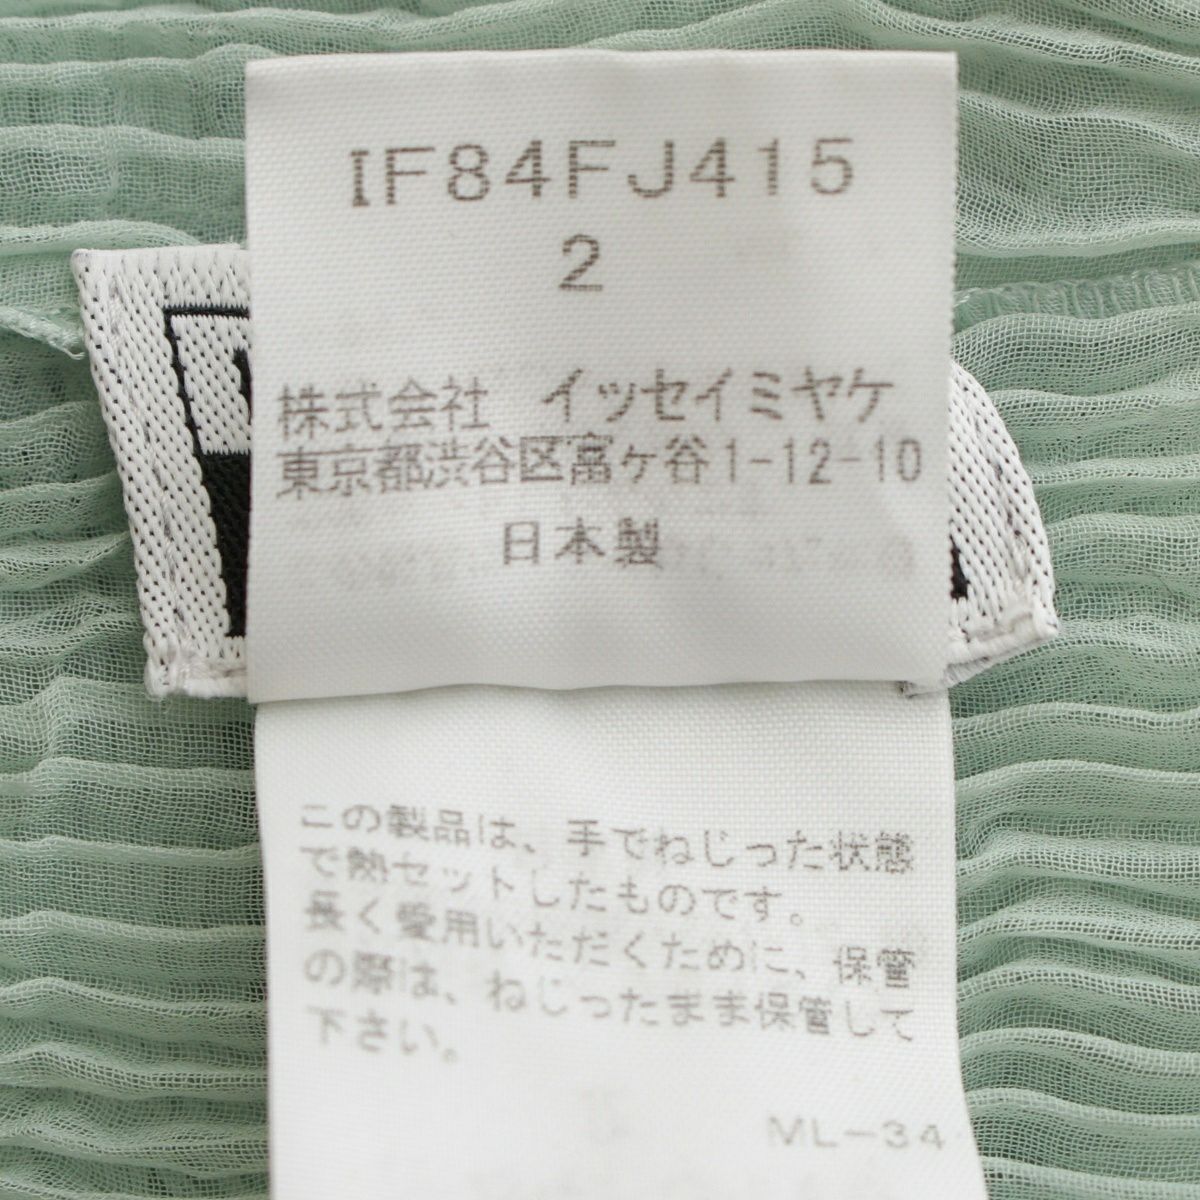 IF84FJ415
2
株式会社　イッセイミヤケ
東京都渋谷区富ヶ谷1-12-10
日本製
この製品は、手でねじった状態
で熱セットしたものです。
長く愛用いただくために、保管
の際は、ねじったまま保管して
下さい。
ML-34